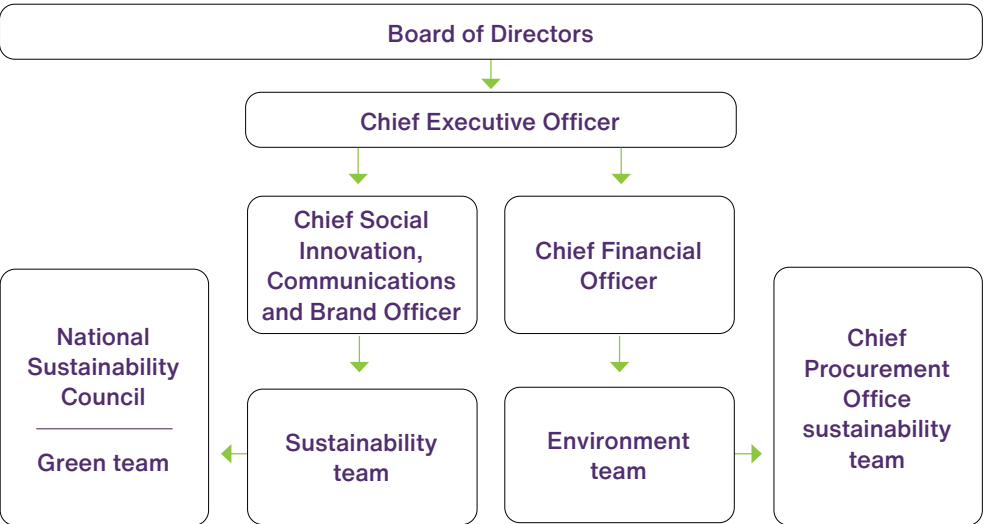 Board of Directors
Chief Executive Officer
Chief Social
Innovation,
Communications
and Brand Officer
Chief Financial
Officer
National
Sustainability
Council
Green team
Sustainability
team
Environment
team
Chief
Procurement
Office
sustainability
team